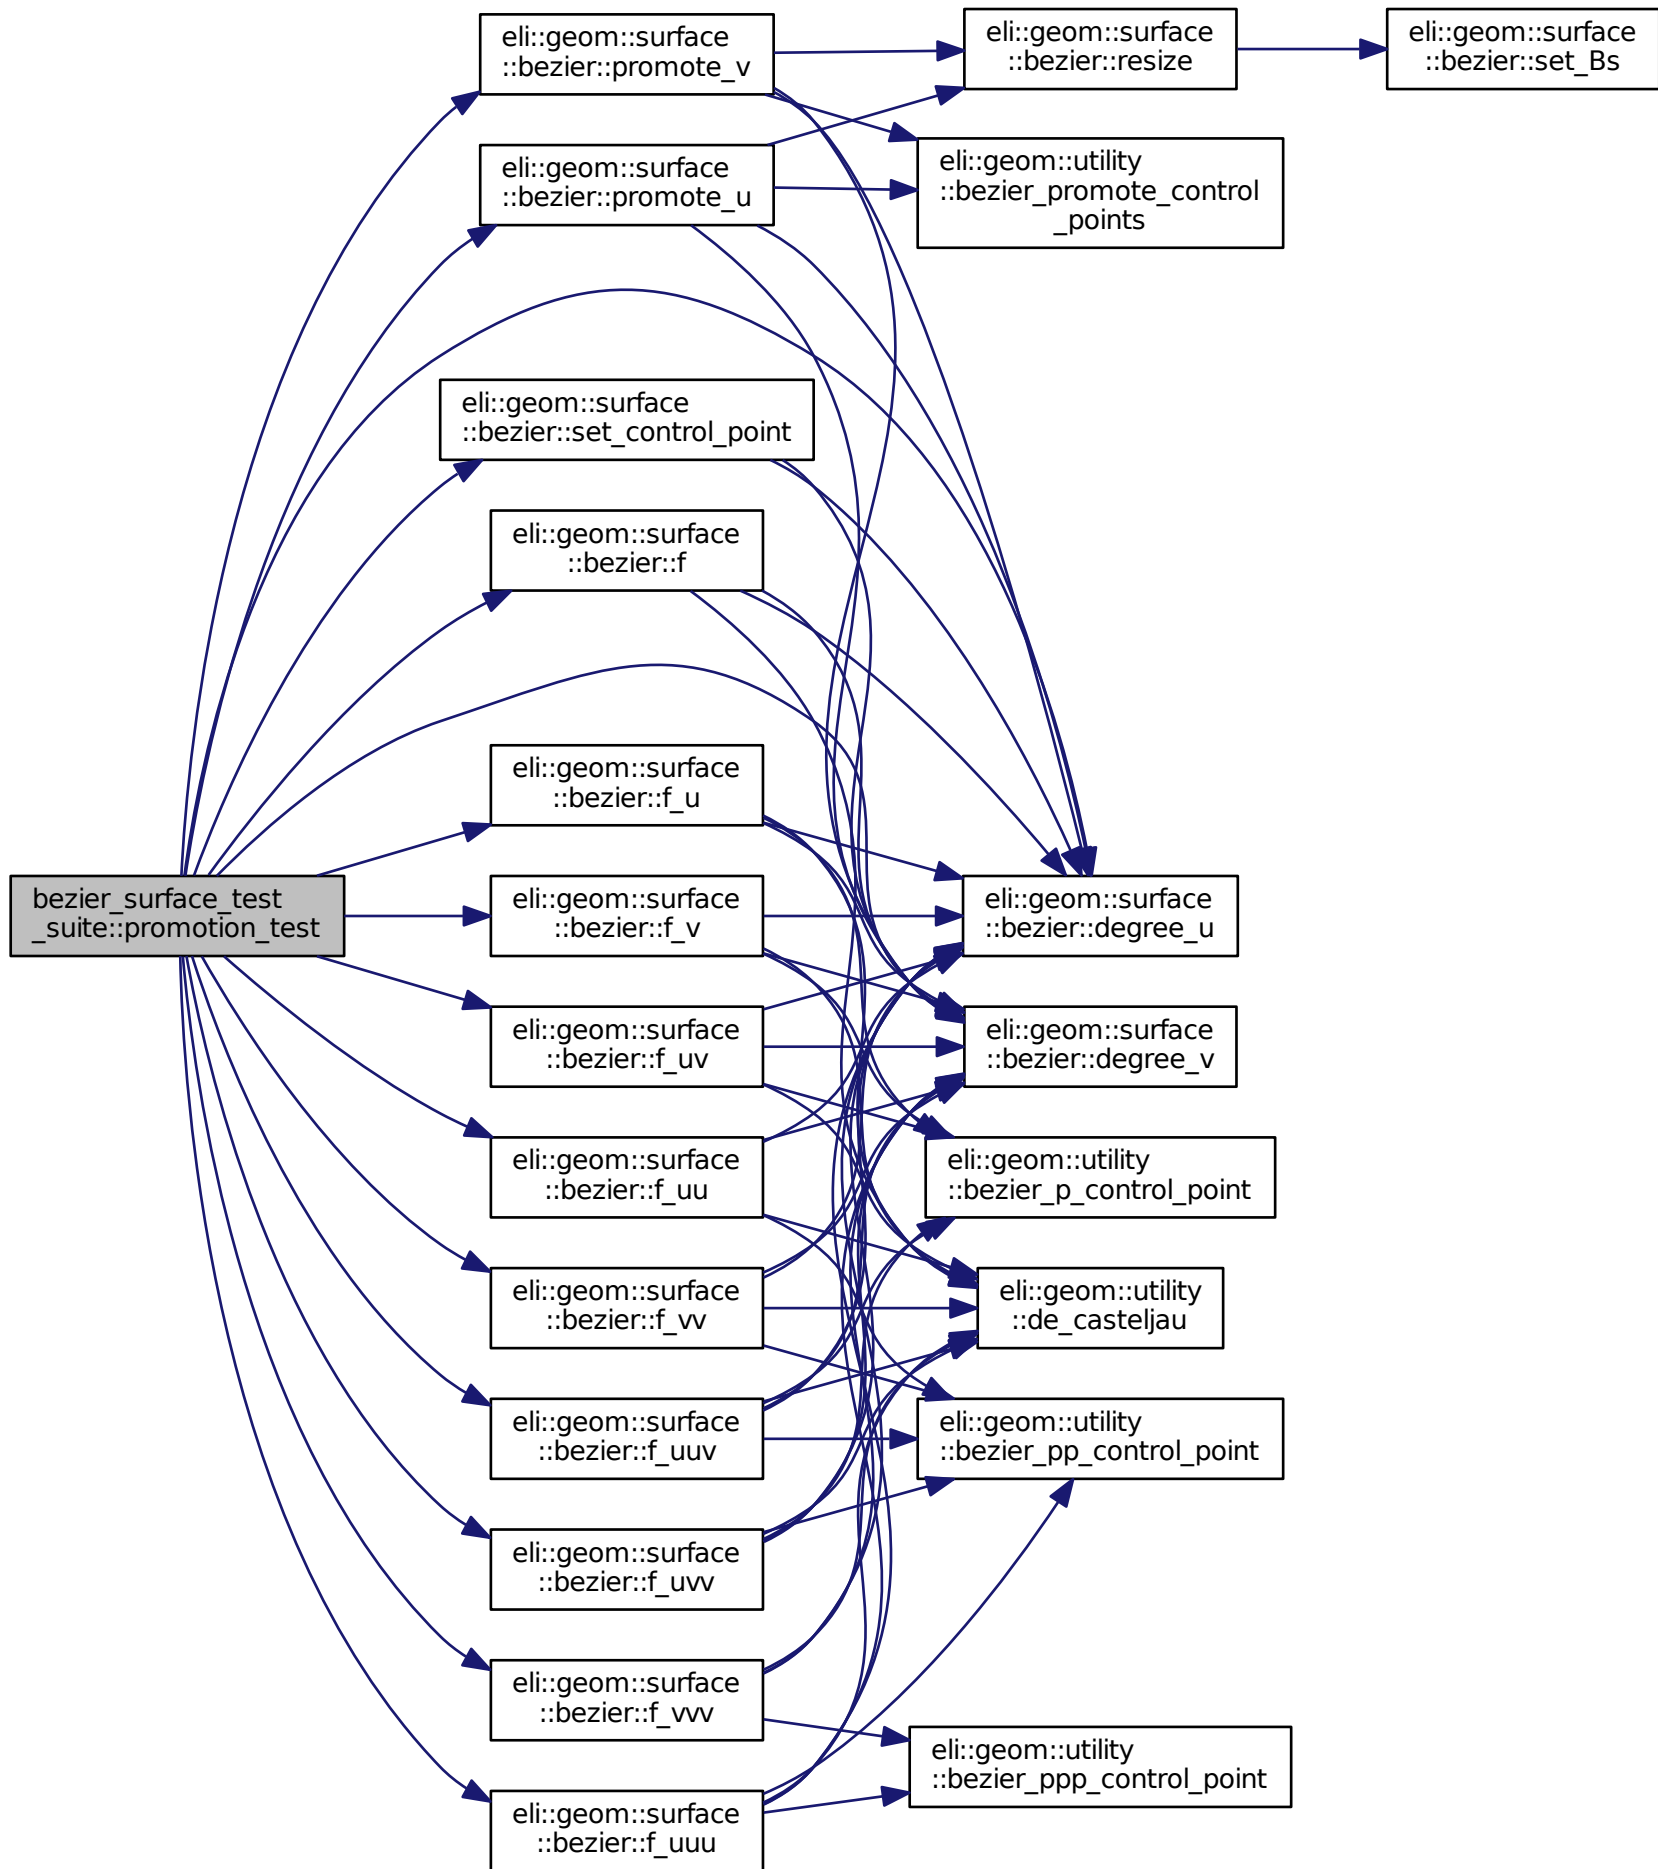 eli::geom::surface
::bezier::promote_v
eli::geom::surface
::bezier::resize
eli::geom::surface
::bezier::set_Bs
eli::geom::surface
::bezier::promote_u
eli::geom::utility
::bezier_promote_control
_points
eli::geom::surface
::bezier::set_control_point
eli::geom::surface
::bezier::f
eli::geom::surface
::bezier::f_u
bezier_surface_test
_suite::promotion_test
eli::geom::surface
::bezier::f_v
eli::geom::surface
::bezier::degree_u
eli::geom::surface
::bezier::f_uv
eli::geom::surface
::bezier::degree_v
eli::geom::surface
::bezier::f_uu
eli::geom::utility
::bezier_p_control_point
eli::geom::surface
::bezier::f_vv
eli::geom::utility
::de_casteljau
eli::geom::surface
::bezier::f_uuv
eli::geom::utility
::bezier_pp_control_point
eli::geom::surface
::bezier::f_uvv
eli::geom::surface
::bezier::f_vvv
eli::geom::utility
::bezier_ppp_control_point
eli::geom::surface
::bezier::f_uuu